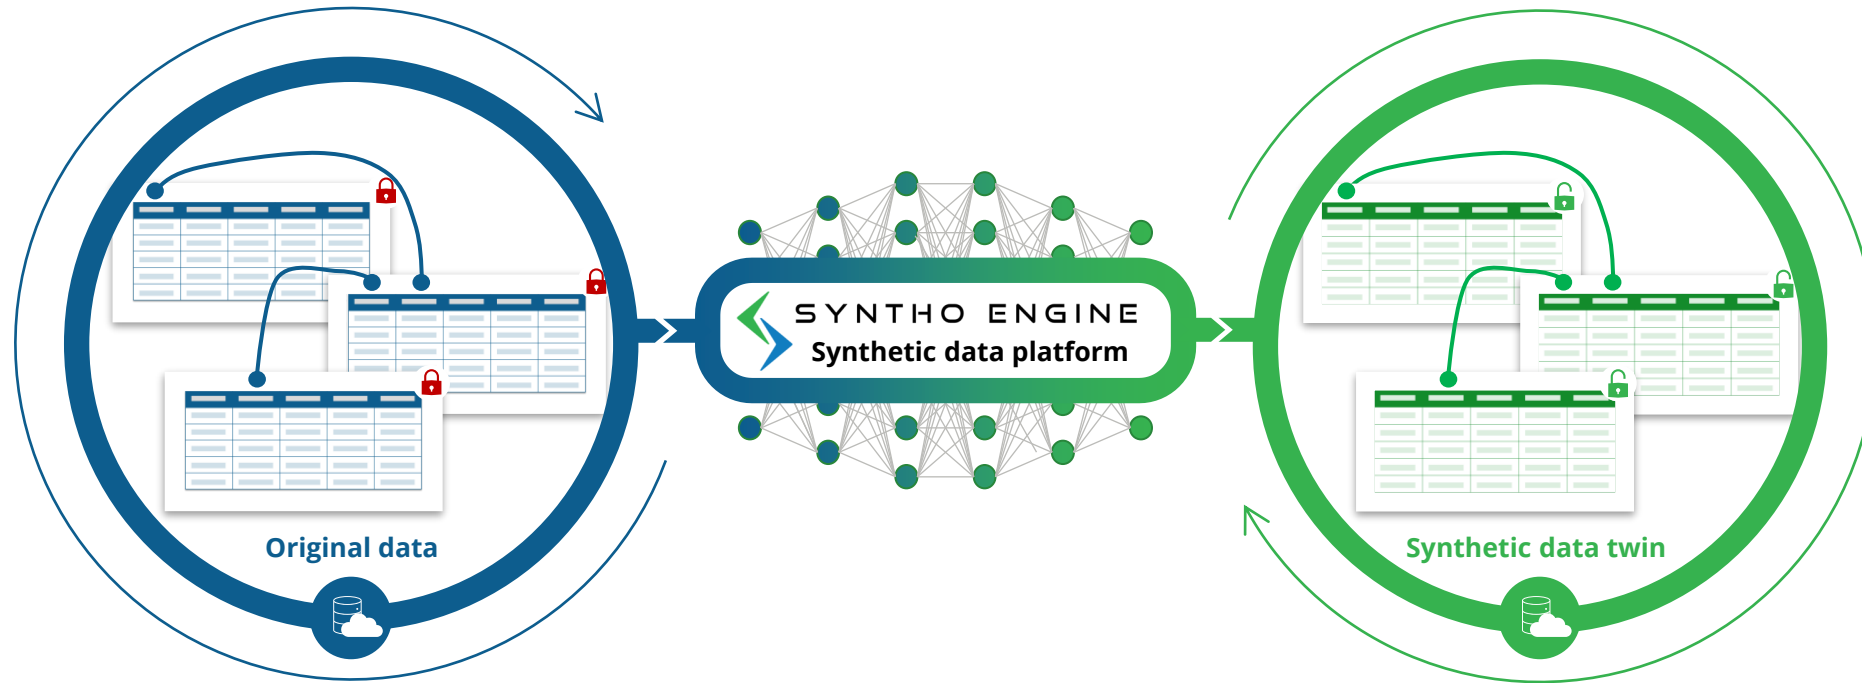 Original data
SYNTHO ENGINE
Synthetic data platform
Synthetic data twin